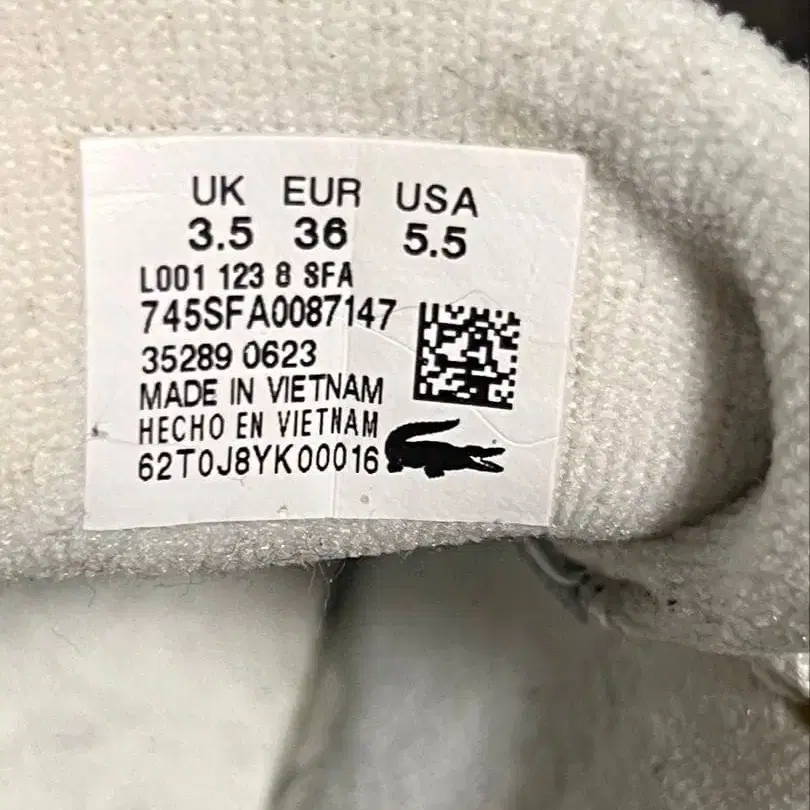 UK EUR USA
3.5 36 5.5
L001 123 8 SFA
745SFA0087147
35289 0623
MADE IN VIETNAM
HECHO EN VIETNAM
62T0J8YK00016